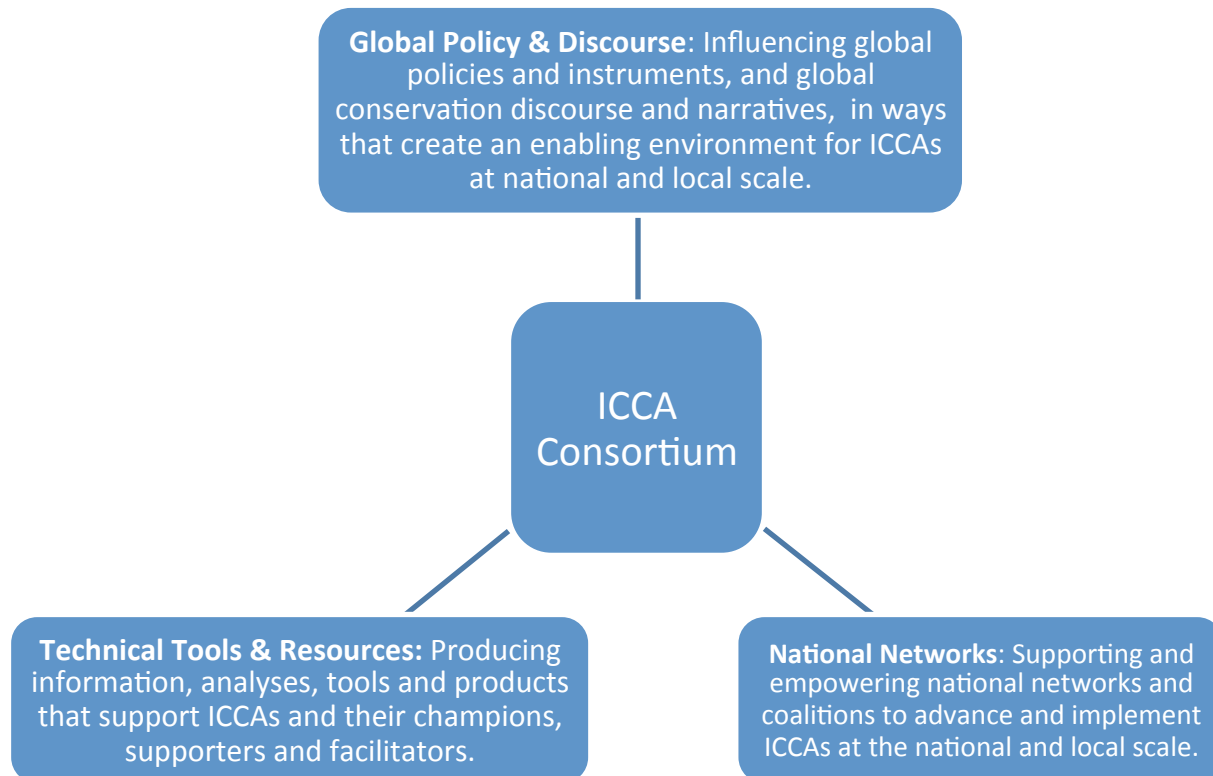 Global Policy & Discourse: Influencing global
policies and instruments, and global
conservation discourse and narratives, in ways
that create an enabling environment for ICCAs
at national and local scale.
ICCA
Consortium
Technical Tools & Resources: Producing
information, analyses, tools and products
that support ICCAs and their champions,
supporters and facilitators.
National Networks: Supporting and
empowering national networks and
coalitions to advance and implement
ICCAs at the national and local scale.